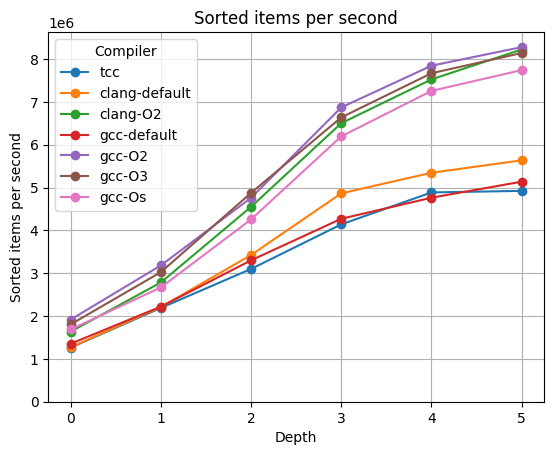 Sorted items per second
1e6
Compiler
tcc
clang-default
clang-O2
gcc-default
gcc-O2
gcc-O3
gcc-Os
Sorted items per second
8
7
6
5
4
3
2
1
0
0 1 2 3 4 5
Depth